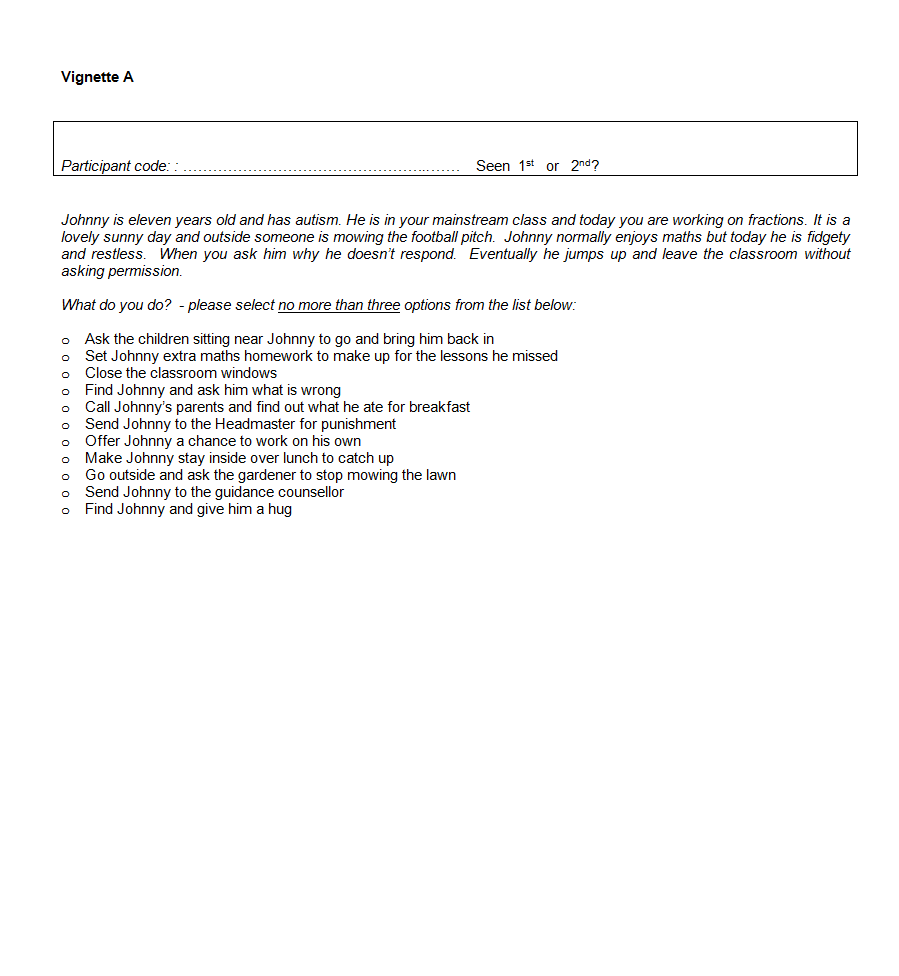 Vignette A
Participant code: : ……………………………………………..…… Seen 1st or 2nd?
Johnny is eleven years old and has autism. He is in your mainstream class and today you are working on fractions. It is a
lovely sunny day and outside someone is mowing the football pitch. Johnny normally enjoys maths but today he is fidgety
and restless. When you ask him why he doesn't respond. Eventually he jumps up and leave the classroom without
asking permission.
What do you do? - please select no more than three options from the list below:
o Ask the children sitting near Johnny to go and bring him back in
o Set Johnny extra maths homework to make up for the lessons he missed
o Close the classroom windows
o Find Johnny and ask him what is wrong
o Call Johnny's parents and find out what he ate for breakfast
o Send Johnny to the Headmaster for punishment
o Offer Johnny a chance to work on his own
o Make Johnny stay inside over lunch to catch up
o Go outside and ask the gardener to stop mowing the lawn
o Send Johnny to the guidance counsellor
o Find Johnny and give him a hug